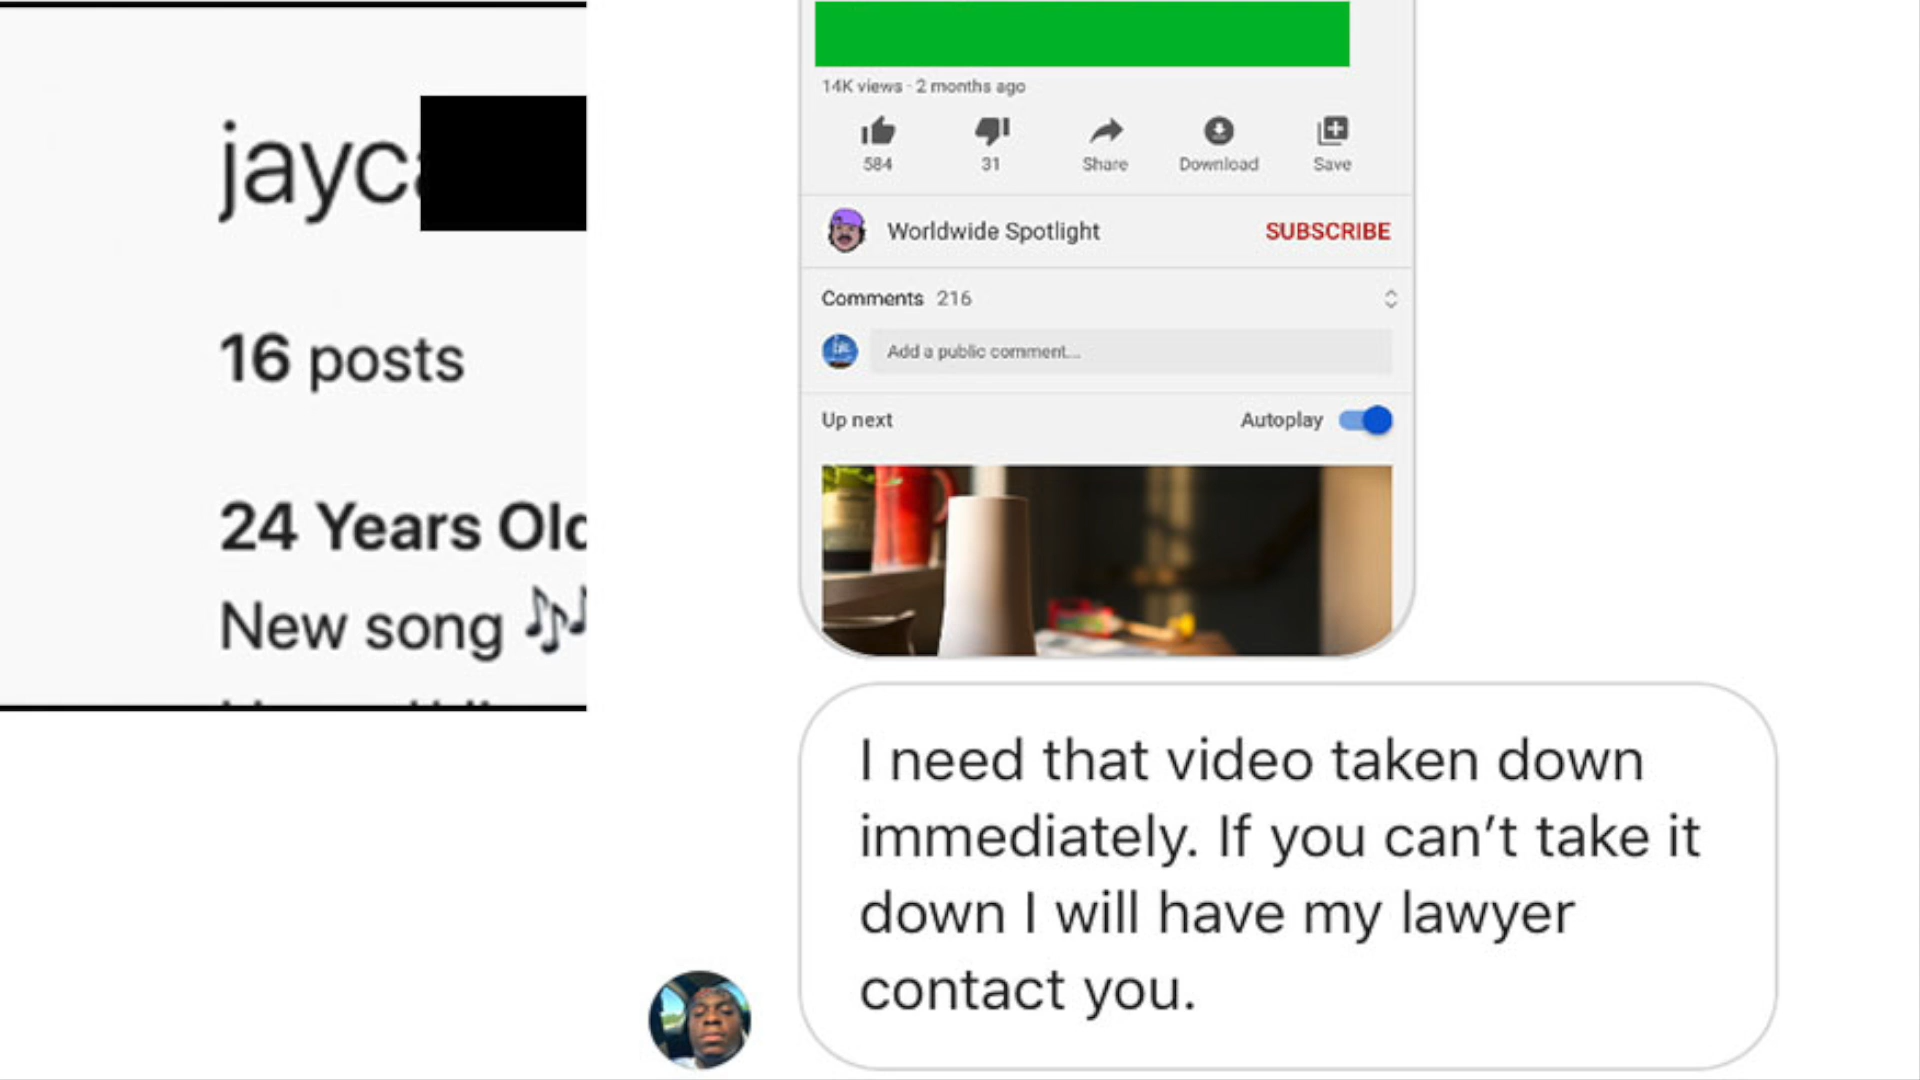 jayc
16 posts
24 Years Old
New song 🎶
14K views · 2 months ago
584
31
Share
Download
Save
Worldwide Spotlight
SUBSCRIBE
Comments 216
Add a public comment...
Up next
Autoplay
I need that video taken down
immediately. If you can’t take it
down I will have my lawyer
contact you.